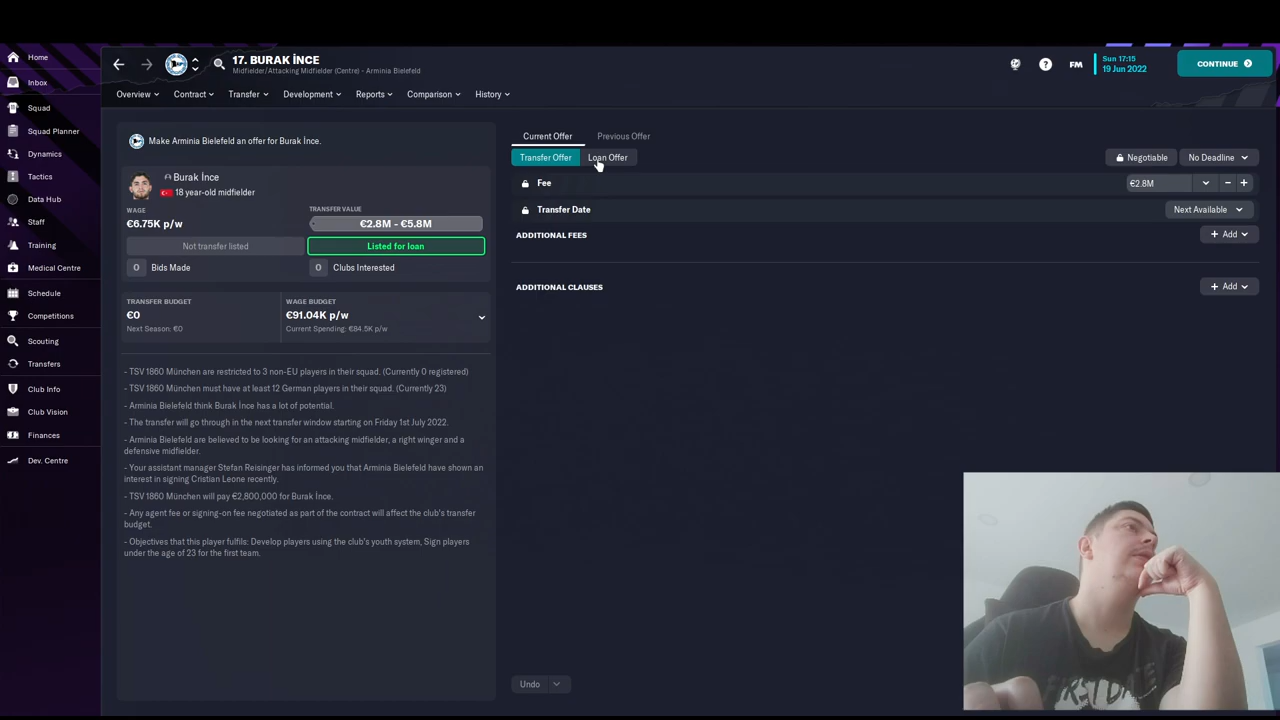 17. BURAK İNCE
Midfielder/Attacking Midfielder (Centre) - Arminia Bielefeld
FM
Sun 17:15
19 Jun 2022
CONTINUE
Home
Inbox
Squad
Squad Planner
Dynamics
Tactics
Data Hub
Staff
Training
Medical Centre
Schedule
Competitions
Scouting
Transfers
Club Info
Club Vision
Finances
Dev. Centre
Overview
Contract
Transfer
Development
Reports
Comparison
History
Make Arminia Bielefeld an offer for Burak İnce.
Burak İnce
18 year-old midfielder
WAGE
€6.75K p/w
TRANSFER VALUE
€2.8M - €5.8M
Not transfer listed
Listed for loan
0 Bids Made
0 Clubs Interested
TRANSFER BUDGET
€0
Next Season: €0
WAGE BUDGET
€91.04K p/w
Current Spending: €84.5K p/w
- TSV 1860 München are restricted to 3 non-EU players in their squad. (Currently 0 registered)
- TSV 1860 München must have at least 12 German players in their squad. (Currently 23)
- Arminia Bielefeld think Burak İnce has a lot of potential.
- The transfer will go through in the next transfer window starting on Friday 1st July 2022.
- Arminia Bielefeld are believed to be looking for an attacking midfielder, a right winger and a
defensive midfielder.
- Your assistant manager Stefan Reisinger has informed you that Arminia Bielefeld have shown an
interest in signing Cristian Leone recently.
- TSV 1860 München will pay €2,800,000 for Burak İnce.
- Any agent fee or signing-on fee negotiated as part of the contract will affect the club's transfer
budget.
- Objectives that this player fulfils: Develop players using the club's youth system, Sign players
under the age of 23 for the first team.
Current Offer
Previous Offer
Transfer Offer
Loan Offer
Negotiable
No Deadline
Fee
€2.8M
Transfer Date
Next Available
ADDITIONAL FEES
Add
ADDITIONAL CLAUSES
Add
Undo
FIRST DATE